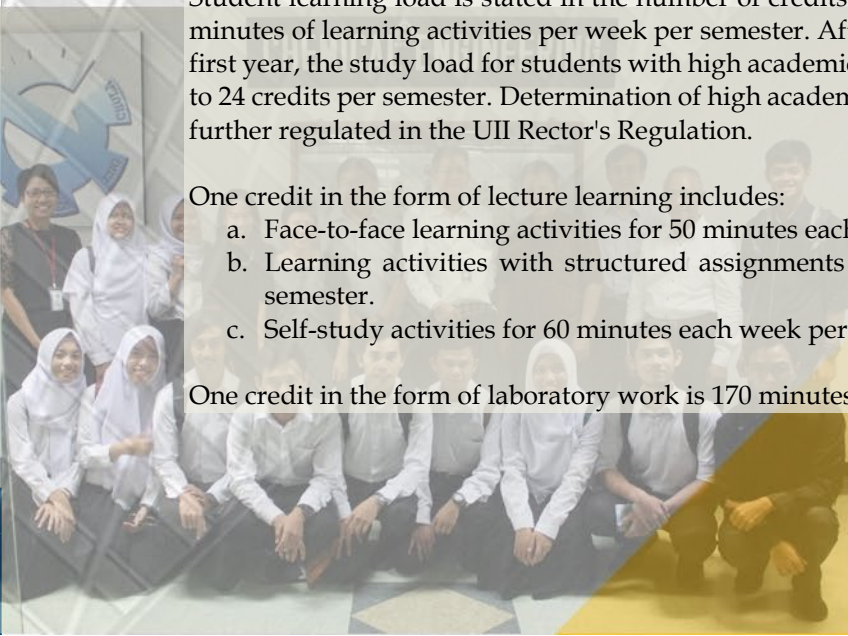 Student learning load is stated in the number of credits
minutes of learning activities per week per semester. Af
first year, the study load for students with high academic
to 24 credits per semester. Determination of high academ
further regulated in the UII Rector's Regulation.
One credit in the form of lecture learning includes:
a. Face-to-face learning activities for 50 minutes each
b. Learning activities with structured assignments
semester.
c. Self-study activities for 60 minutes each week per
One credit in the form of laboratory work is 170 minutes